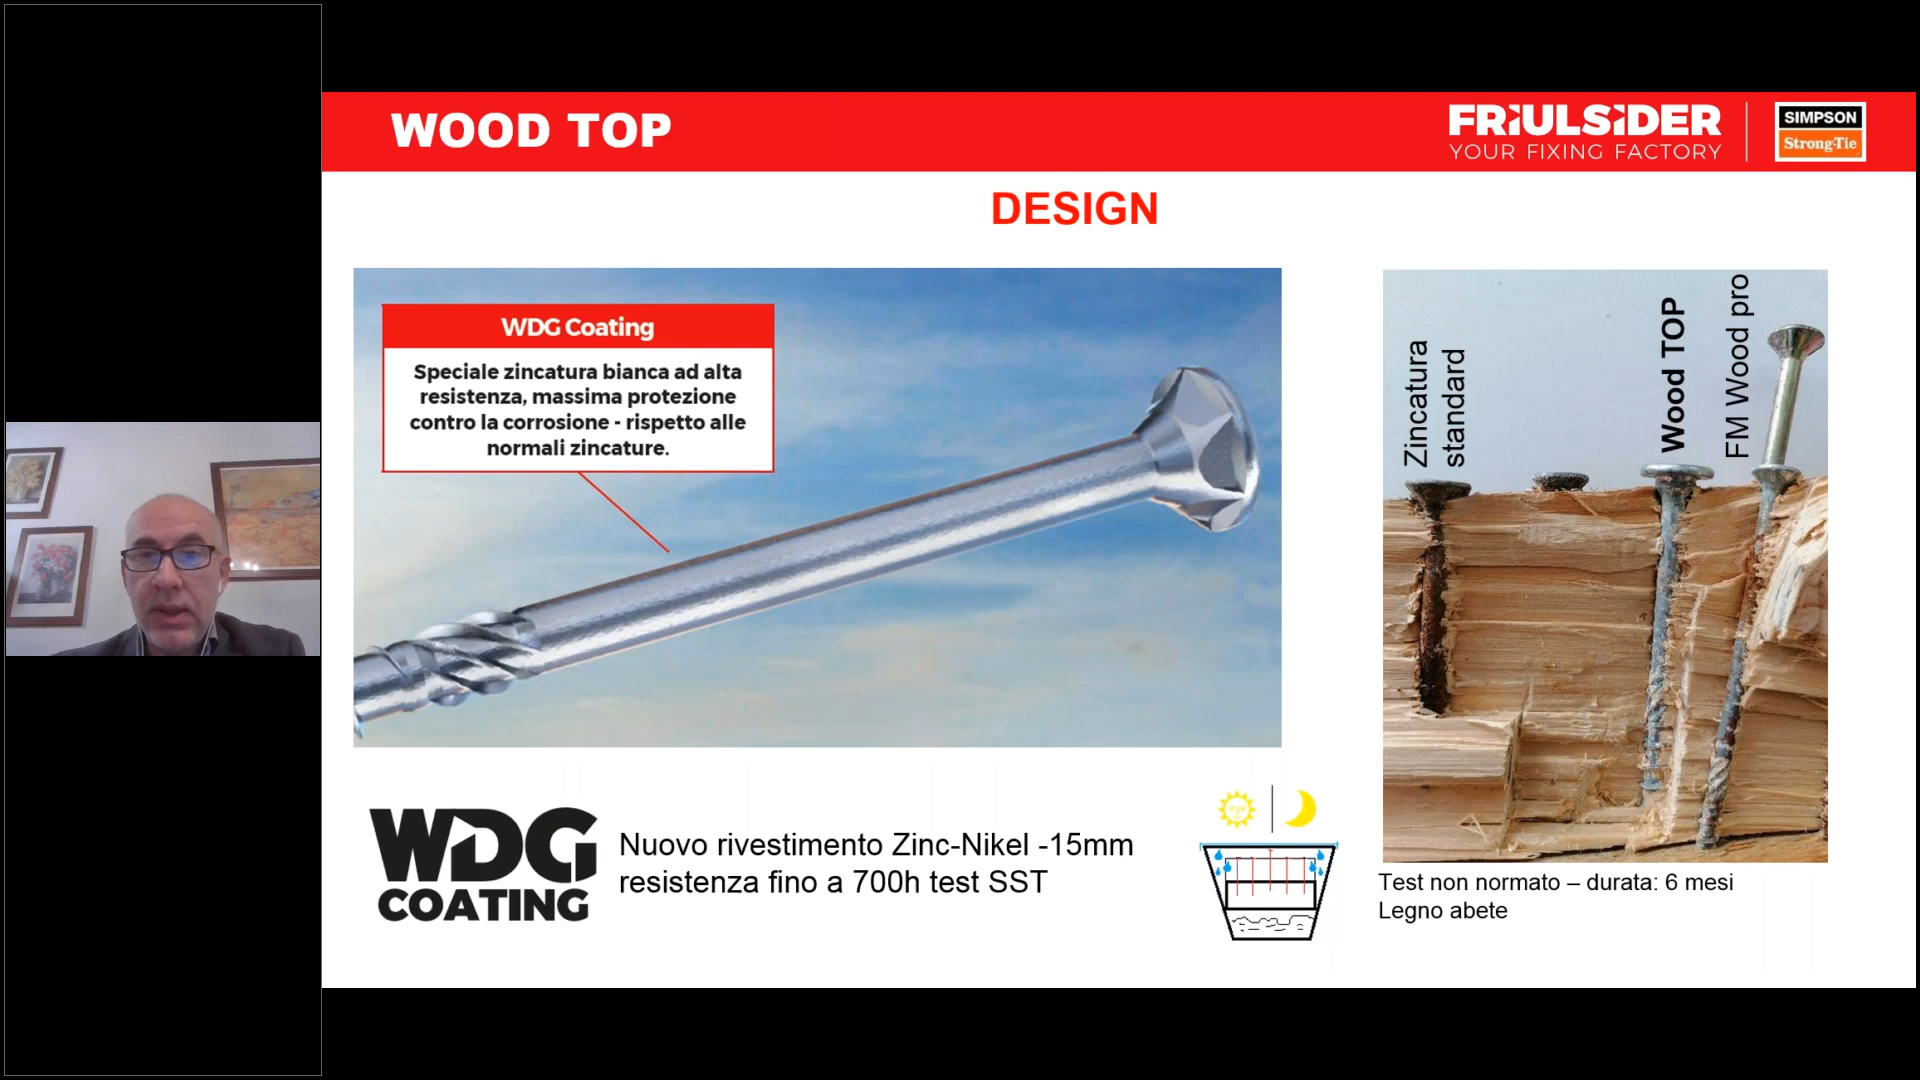 WOOD TOP
FRiULSiDER
YOUR FIXING FACTORY
SIMPSON
Strong-Tie
DESIGN
WDG Coating
Speciale zincatura bianca ad alta
resistenza, massima protezione
contro la corrosione - rispetto alle
normali zincature.
Zincatura
standard
Wood TOP
FM Wood pro
WDG
COATING
Nuovo rivestimento Zinc-Nikel -15mm
resistenza fino a 700h test SST
Test non normato – durata: 6 mesi
Legno abete